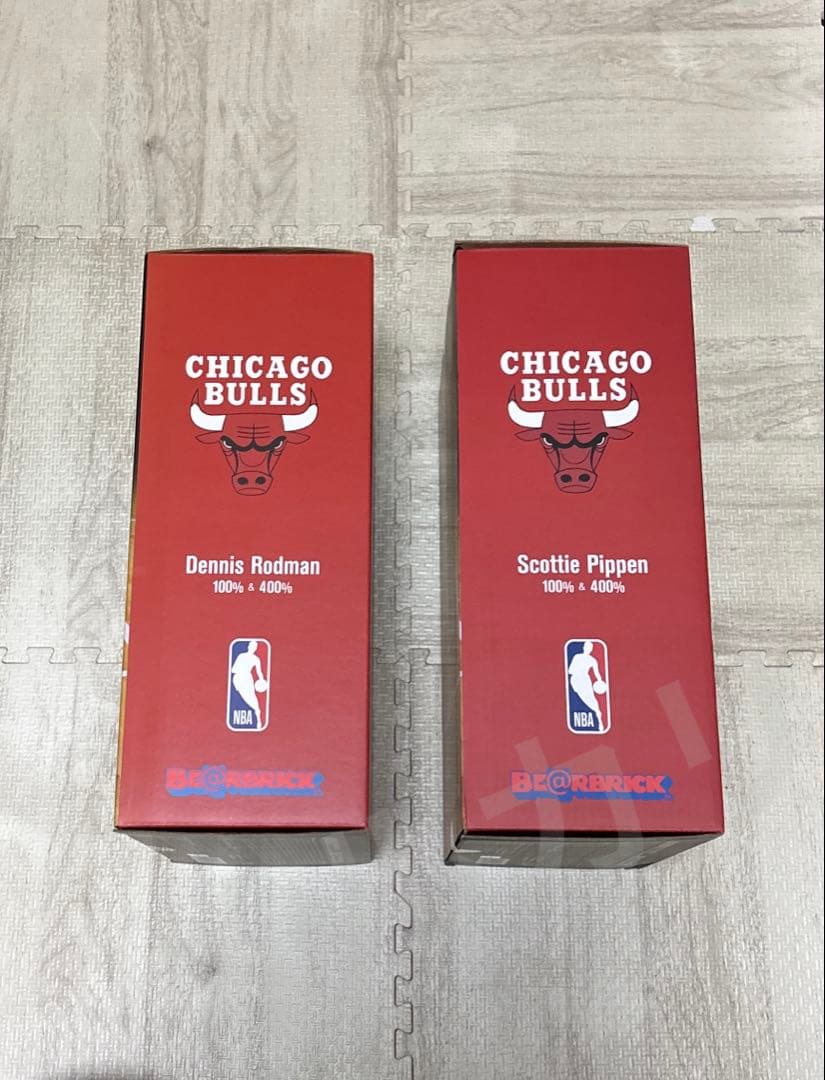 CHICAGO
BULLS
Dennis Rodman
100% & 400%
NBA
BE@RBRICK
CHICAGO
BULLS
Scottie Pippen
100% & 400%
NBA
BE@RBRICK